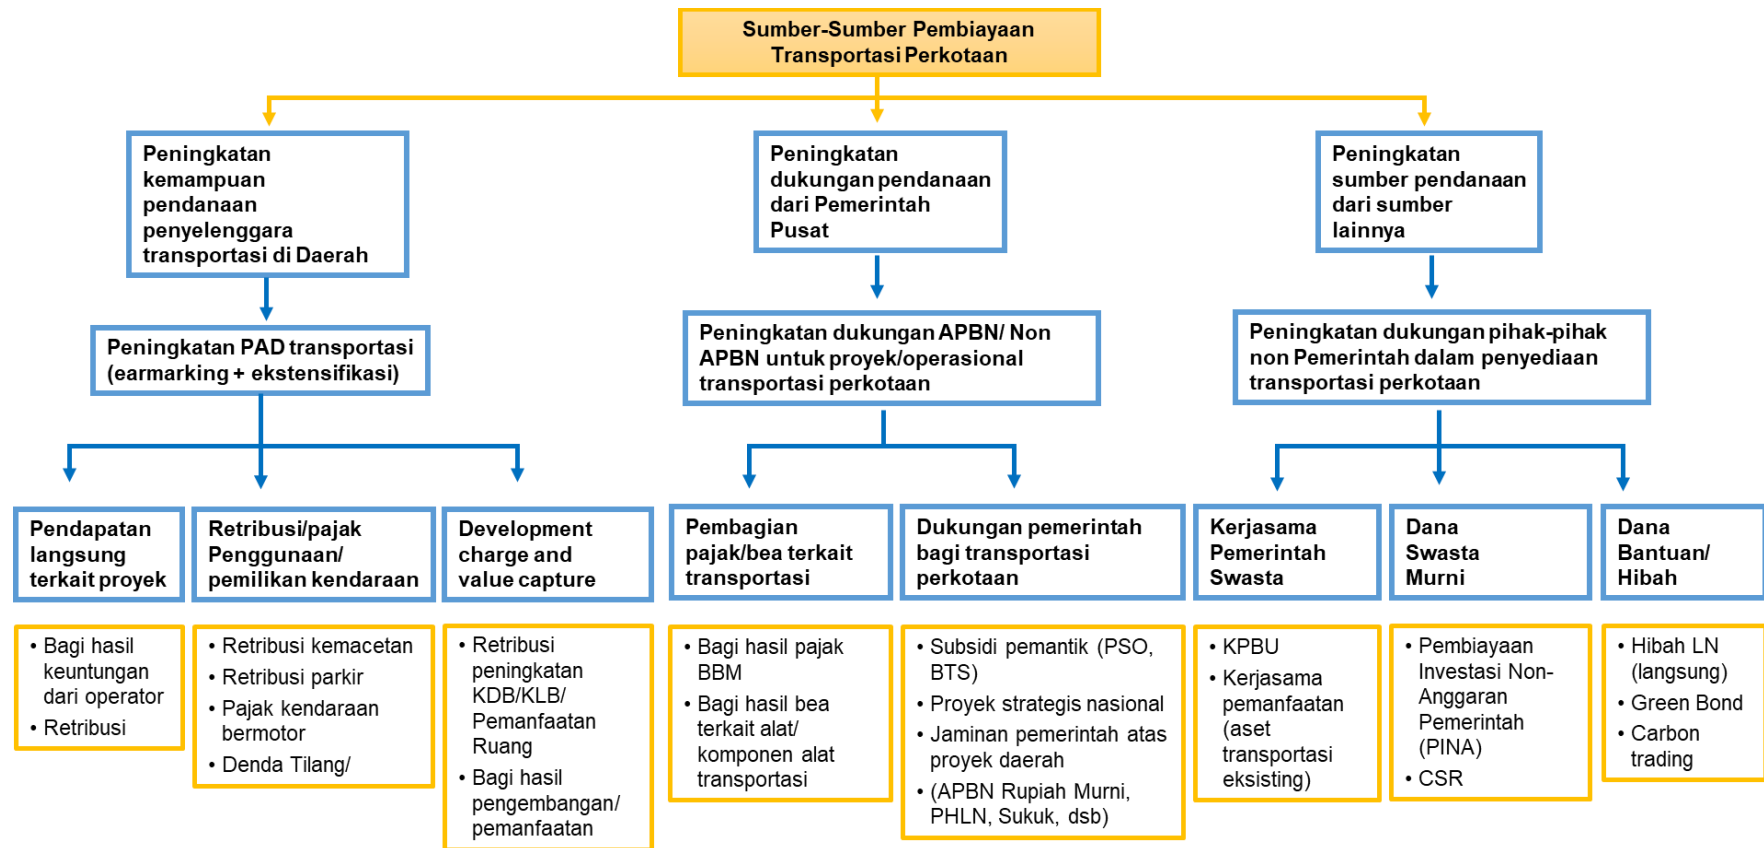 Sumber-Sumber Pembiayaan
Transportasi Perkotaan
Peningkatan
kemampuan
pendanaan
penyelenggara
transportasi di Daerah
Peningkatan
dukungan pendanaan
dari Pemerintah
Pusat
Peningkatan
sumber pendanaan
dari sumber
lainnya
Peningkatan PAD transportasi
(earmarking + ekstensifikasi)
Peningkatan dukungan APBN/ Non
APBN untuk proyek/operasional
transportasi perkotaan
Peningkatan dukungan pihak-pihak
non Pemerintah dalam penyediaan
transportasi perkotaan
Pendapatan
langsung
terkait proyek
Retribusi/pajak
Penggunaan/
pemilikan kendaraan
Development
charge and
value capture
Pembagian
pajak/bea terkait
transportasi
Dukungan pemerintah
bagi transportasi
perkotaan
Kerjasama
Pemerintah
Swasta
Dana
Swasta
Murni
Dana
Bantuan/
Hibah
• Bagi hasil
keuntungan
dari operator
• Retribusi
• Retribusi kemacetan
• Retribusi parkir
• Pajak kendaraan
bermotor
• Denda Tilang/
• Retribusi
peningkatan
KDB/KLB/
Pemanfaatan
Ruang
• Bagi hasil
pengembangan/
pemanfaatan
• Bagi hasil pajak
BBM
• Bagi hasil bea
terkait alat/
komponen alat
transportasi
• Subsidi pemantik (PSO,
BTS)
• Proyek strategis nasional
• Jaminan pemerintah atas
proyek daerah
• (APBN Rupiah Murni,
PHLN, Sukuk, dsb)
• KPBU
• Kerjasama
pemanfaatan
(aset
transportasi
eksisting)
• Pembiayaan
Investasi Non-
Anggaran
Pemerintah
(PINA)
• CSR
• Hibah LN
(langsung)
• Green Bond
• Carbon
trading